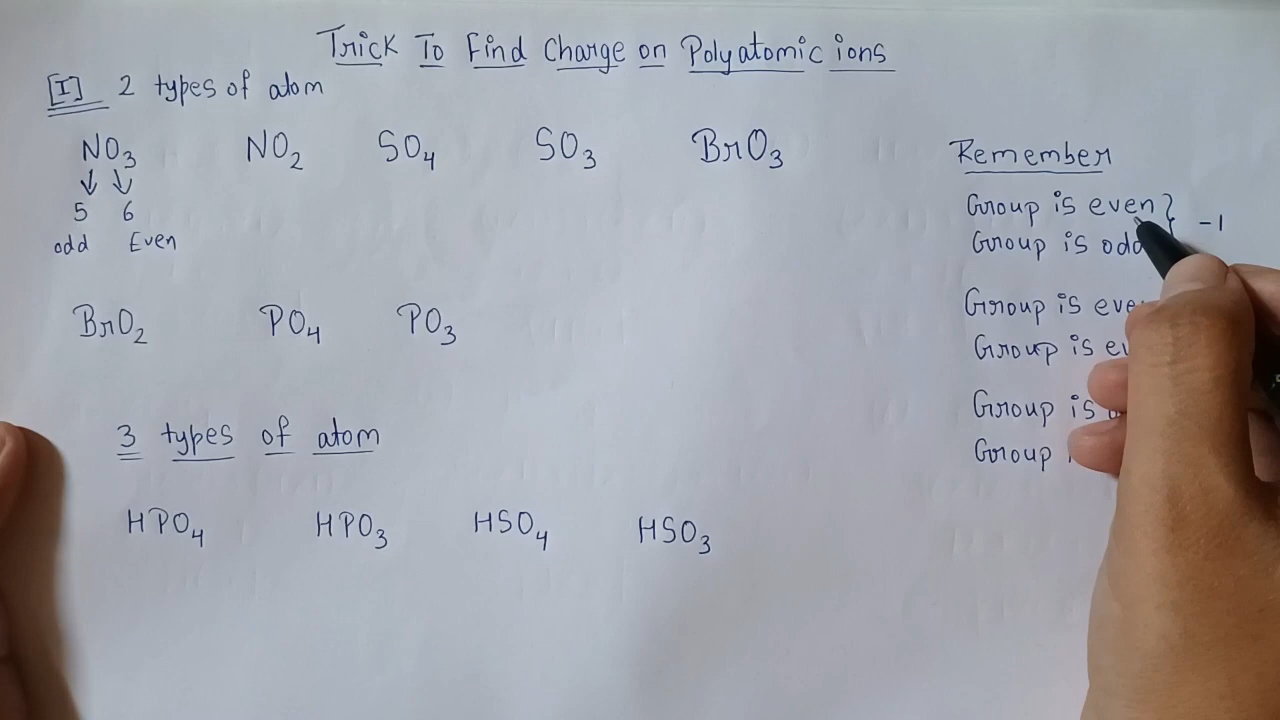 Trick To Find Charge on Polyatomic ions
[I] 2 types of atom
NO3 NO2 SO4 SO3 BrO3
↓ ↓
5 6
odd Even
BrO2 PO4 PO3
3 types of atom
HPO4 HPO3 HSO4 HSO3
Remember
Group is even } -1
Group is odd
Group is
Group is
Group is
Group